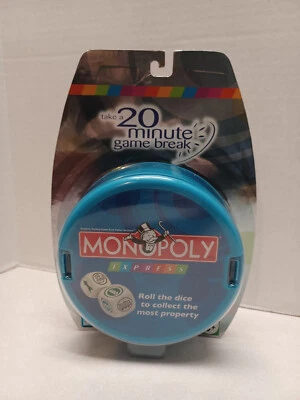 take a 20
minute
game break
MONOPOLY
EXPRESS
Roll the dice
to collect the
most property